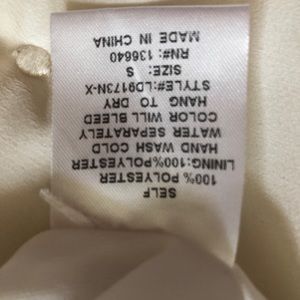 SELF
100% POLYESTER
LINING:100%POLYESTER
HAND WASH COLD
WATER SEPARATELY
COLOR WILL BLEED
HANG TO DRY
STYLE#:LD9173N-X
SIZE: S
RN#: 136640
MADE IN CHINA